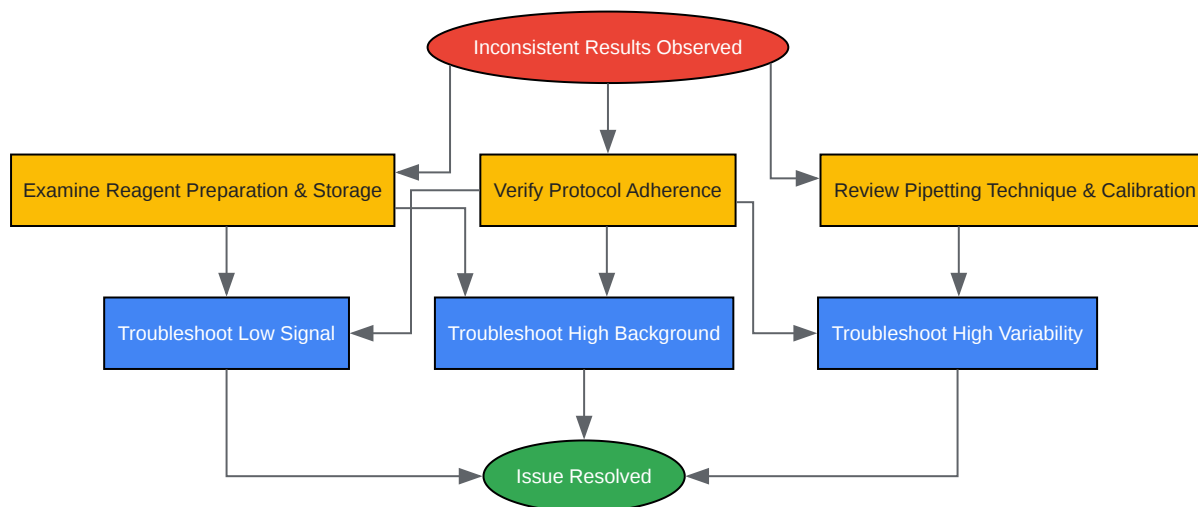 Inconsistent Results Observed
Examine Reagent Preparation & Storage
Verify Protocol Adherence
Review Pipetting Technique & Calibration
Troubleshoot Low Signal
Troubleshoot High Background
Troubleshoot High Variability
Issue Resolved